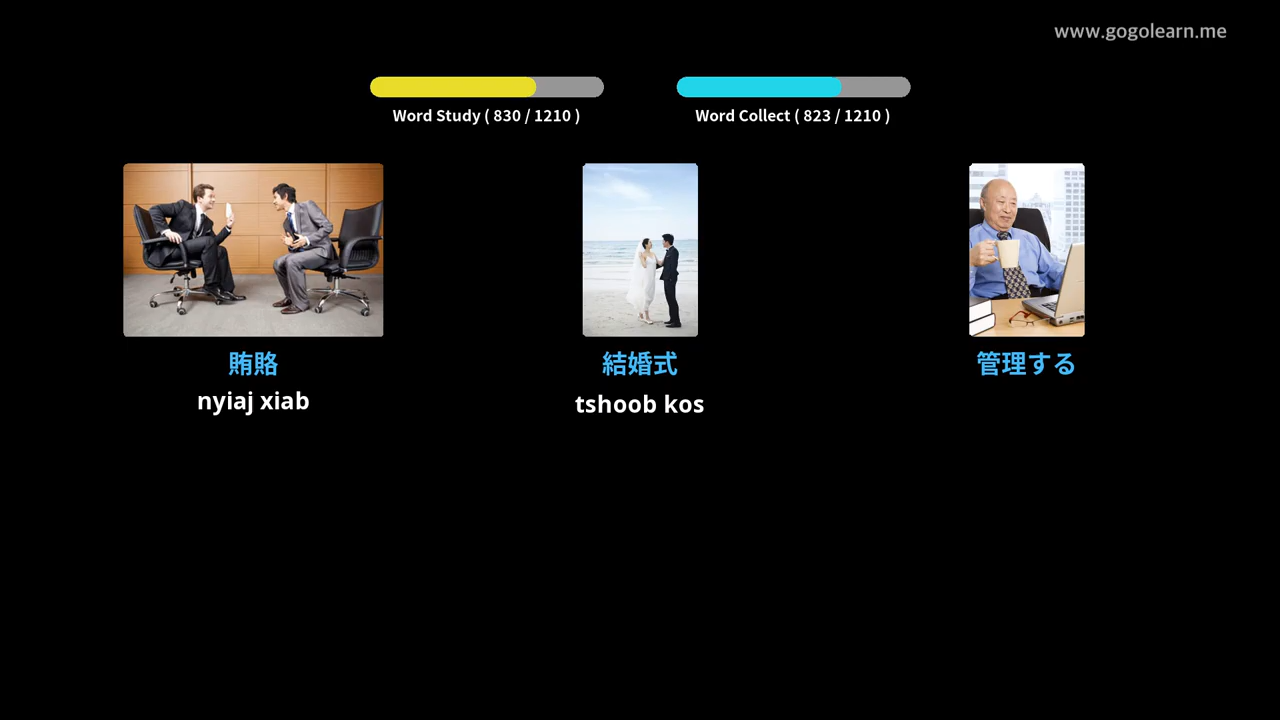 www.gogolearn.me
Word Study ( 830 / 1210 )
Word Collect ( 823 / 1210 )
賄賂
結婚式
管理する
nyiaj xiab
tshoob kos